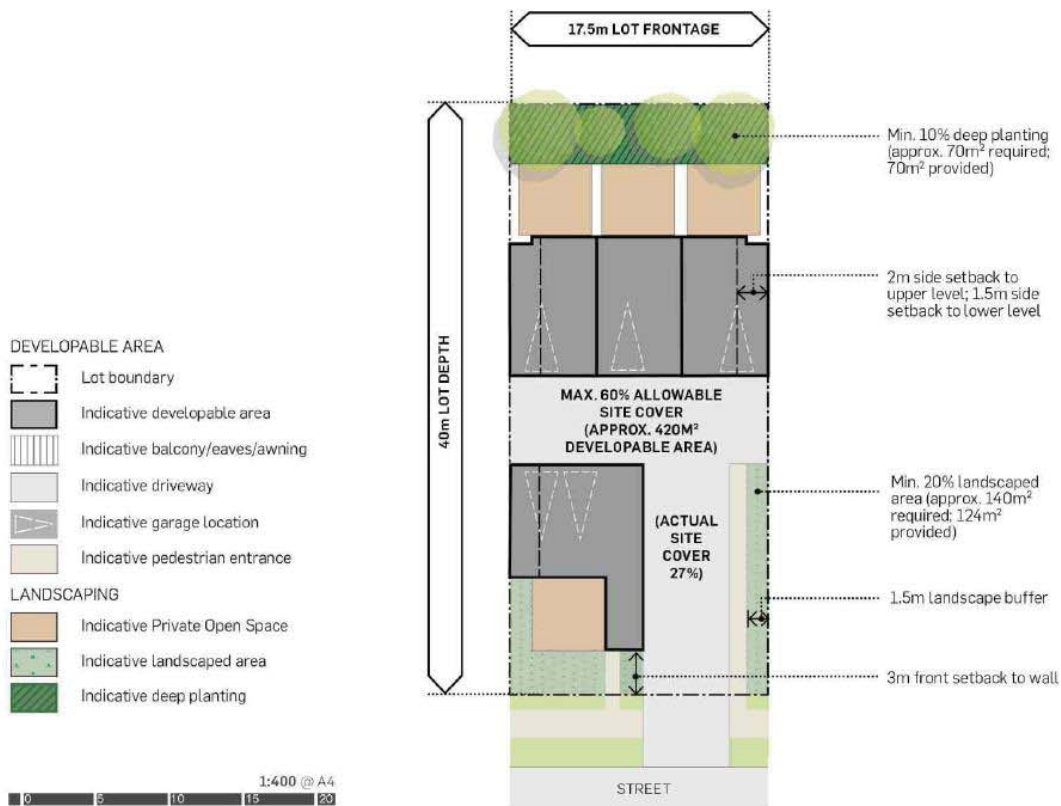 17.5m LOT FRONTAGE
40m LOT DEPTH
Min. 10% deep planting
(approx. 70m² required;
70m² provided)
2m side setback to
upper level; 1.5m side
setback to lower level
MAX. 60% ALLOWABLE
SITE COVER
(APPROX. 420M²
DEVELOPABLE AREA)
Min. 20% landscaped
area (approx. 140m²
required; 124m²
provided)
(ACTUAL
SITE
COVER
27%)
1.5m landscape buffer
3m front setback to wall
STREET
DEVELOPABLE AREA
Lot boundary
Indicative developable area
Indicative balcony/eaves/awning
Indicative driveway
Indicative garage location
Indicative pedestrian entrance
LANDSCAPING
Indicative Private Open Space
Indicative landscaped area
Indicative deep planting
1:400 @ A4
0 5 10 15 20